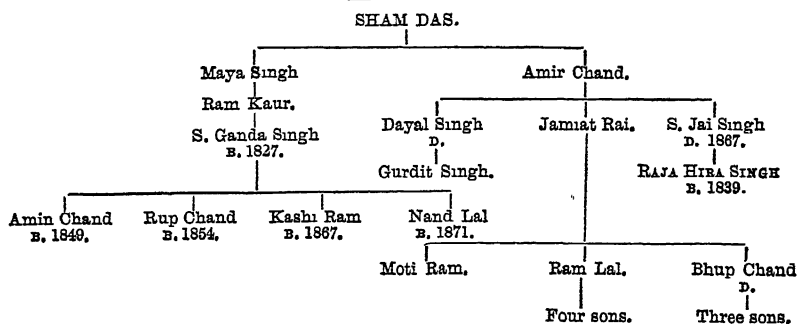 SHAM DAS.
Maya Singh Amir Chand.
Ram Kaur.
S. Ganda Singh
B. 1827.
Dayal Singh
D.
Jamiat Rai. S. Jai Singh
D. 1867.
Gurdit Singh. RAJA HIRA SINGH
B. 1839.
Amin Chand
B. 1849.
Rup Chand
B. 1854.
Kashi Ram
B. 1867.
Nand Lal
B. 1871.
Moti Ram. Ram Lal. Bhup Chand
D.
Four sons. Three sons.